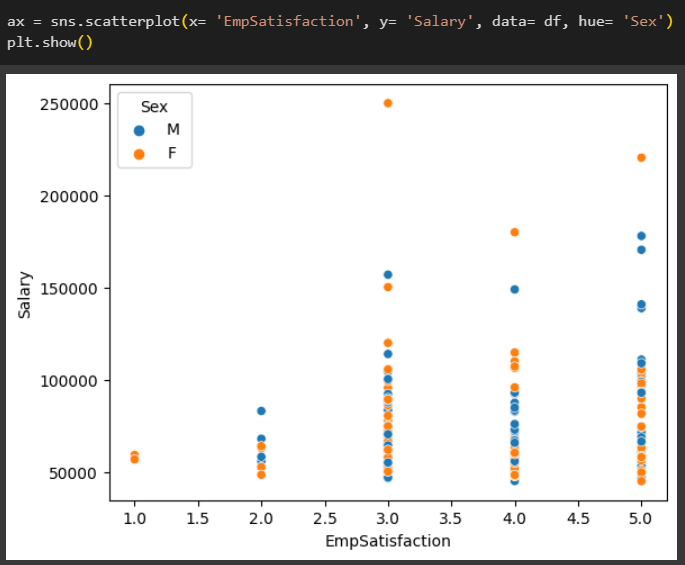 ax = sns.scatterplot(x= 'EmpSatisfaction', y= 'Salary', data= df, hue= 'Sex')
plt.show()
Sex
M
F
250000
200000
150000
100000
50000
Salary
1.0 1.5 2.0 2.5 3.0 3.5 4.0 4.5 5.0
EmpSatisfaction